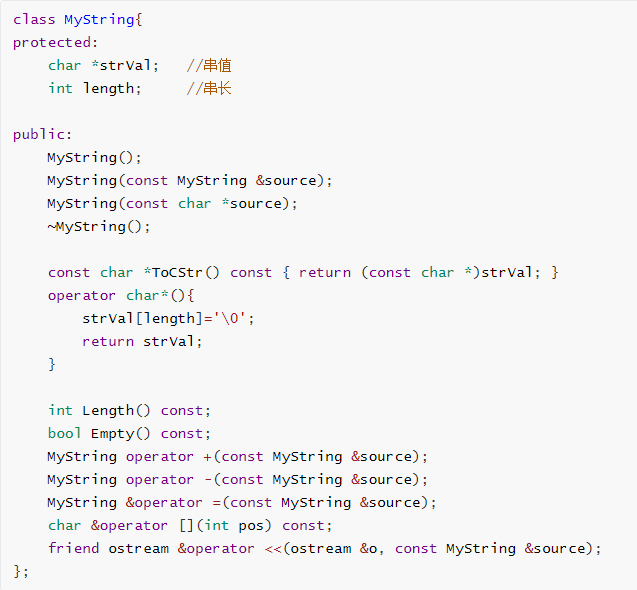 class MyString{
protected:
    char *strVal;   //串值
    int length;     //串长

public:
    MyString();
    MyString(const MyString &source);
    MyString(const char *source);
    ~MyString();

    const char *ToCStr() const { return (const char *)strVal; }
    operator char*(){
        strVal[length]='\0';
        return strVal;
    }

    int Length() const;
    bool Empty() const;
    MyString operator +(const MyString &source);
    MyString operator -(const MyString &source);
    MyString &operator =(const MyString &source);
    char &operator [](int pos) const;
    friend ostream &operator <<(ostream &o, const MyString &source);
};